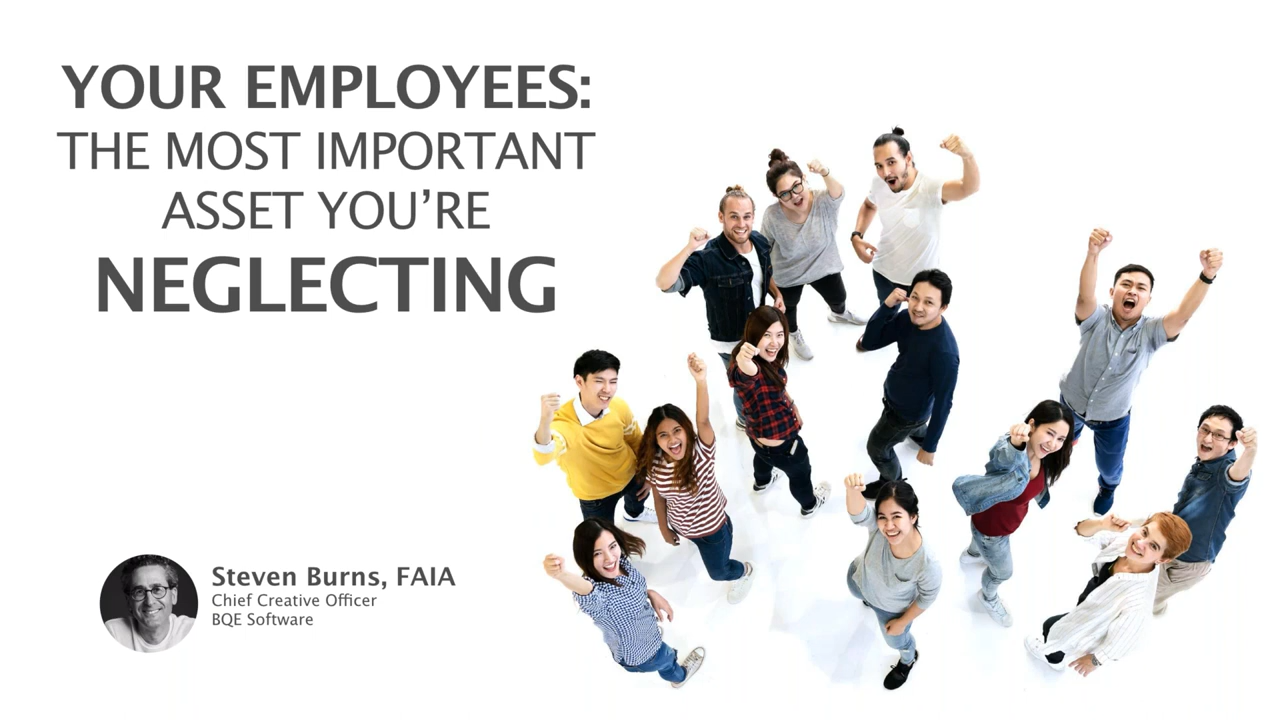 YOUR EMPLOYEES:
THE MOST IMPORTANT
ASSET YOU’RE
NEGLECTING
Steven Burns, FAIA
Chief Creative Officer
BQE Software